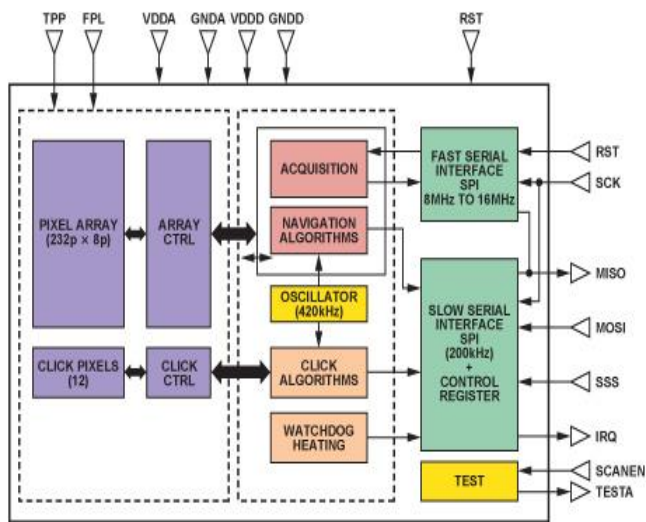 TPP FPL VDDA GNDA VDDD GNDD RST
PIXEL ARRAY
(232p × 8p)
ARRAY
CTRL
ACQUISITION
NAVIGATION
ALGORITHMS
OSCILLATOR
(420kHz)
CLICK PIXELS
(12)
CLICK
CTRL
CLICK
ALGORITHMS
WATCHDOG
HEATING
FAST SERIAL
INTERFACE
SPI
8MHz TO 16MHz
SLOW SERIAL
INTERFACE
SPI
(200kHz)
+
CONTROL
REGISTER
TEST
RST
SCK
MISO
MOSI
SSS
IRQ
SCANEN
TESTA